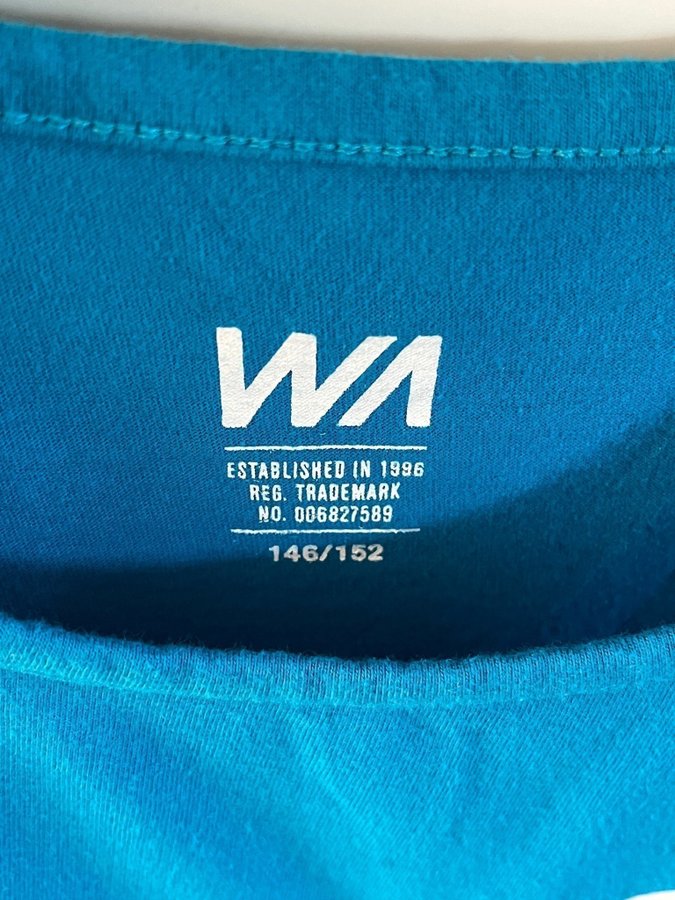 WA
ESTABLISHED IN 1996
REG. TRADEMARK
NO. 006827589
146/152